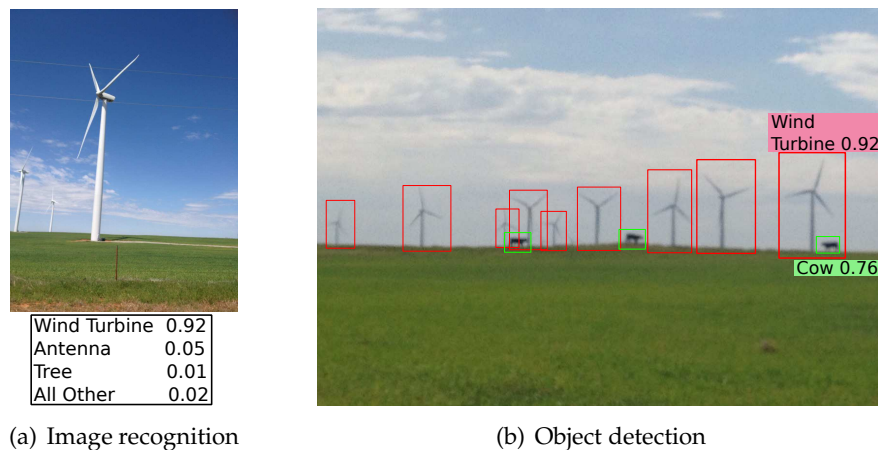 Wind Turbine 0.92
Antenna 0.05
Tree 0.01
All Other 0.02
(a) Image recognition
Wind
Turbine 0.92
Cow 0.76
(b) Object detection